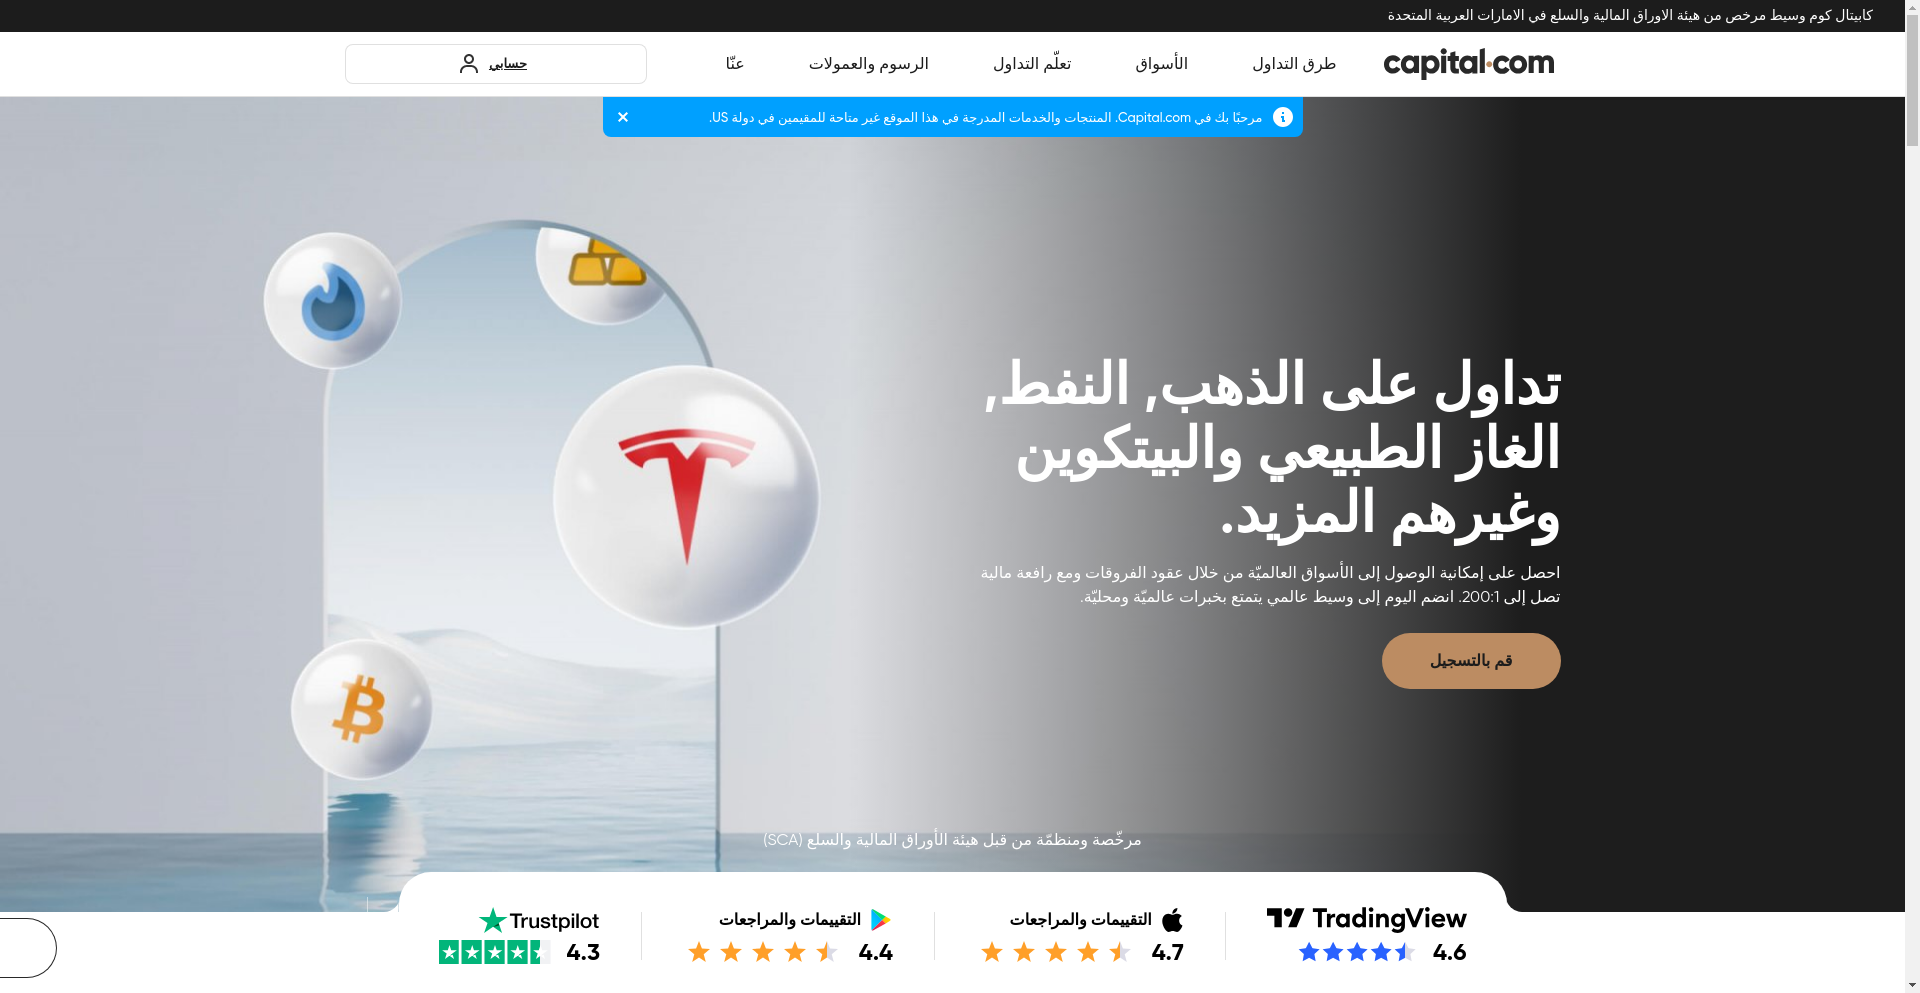 كابيتال كوم وسيط مرخص من هيئة الاوراق المالية والسلع في الامارات العربية المتحدة
capital.com
طرق التداول
الأسواق
تعلّم التداول
الرسوم والعمولات
عنّا
حسابي
مرحبًا بك في Capital.com. المنتجات والخدمات المدرجة في هذا الموقع غير متاحة للمقيمين في دولة US.
تداول على الذهب, النفط,
الغاز الطبيعي والبيتكوين
وغيرهم المزيد.
احصل على إمكانية الوصول إلى الأسواق العالميّة من خلال عقود الفروقات ومع رافعة مالية
تصل إلى 200:1. انضم اليوم إلى وسيط عالمي يتمتع بخبرات عالميّة ومحليّة.
قم بالتسجيل
مرخّصة ومنظمّة من قبل هيئة الأوراق المالية والسلع (SCA)
TradingView
4.6
التقييمات والمراجعات
4.7
التقييمات والمراجعات
4.4
Trustpilot
4.3